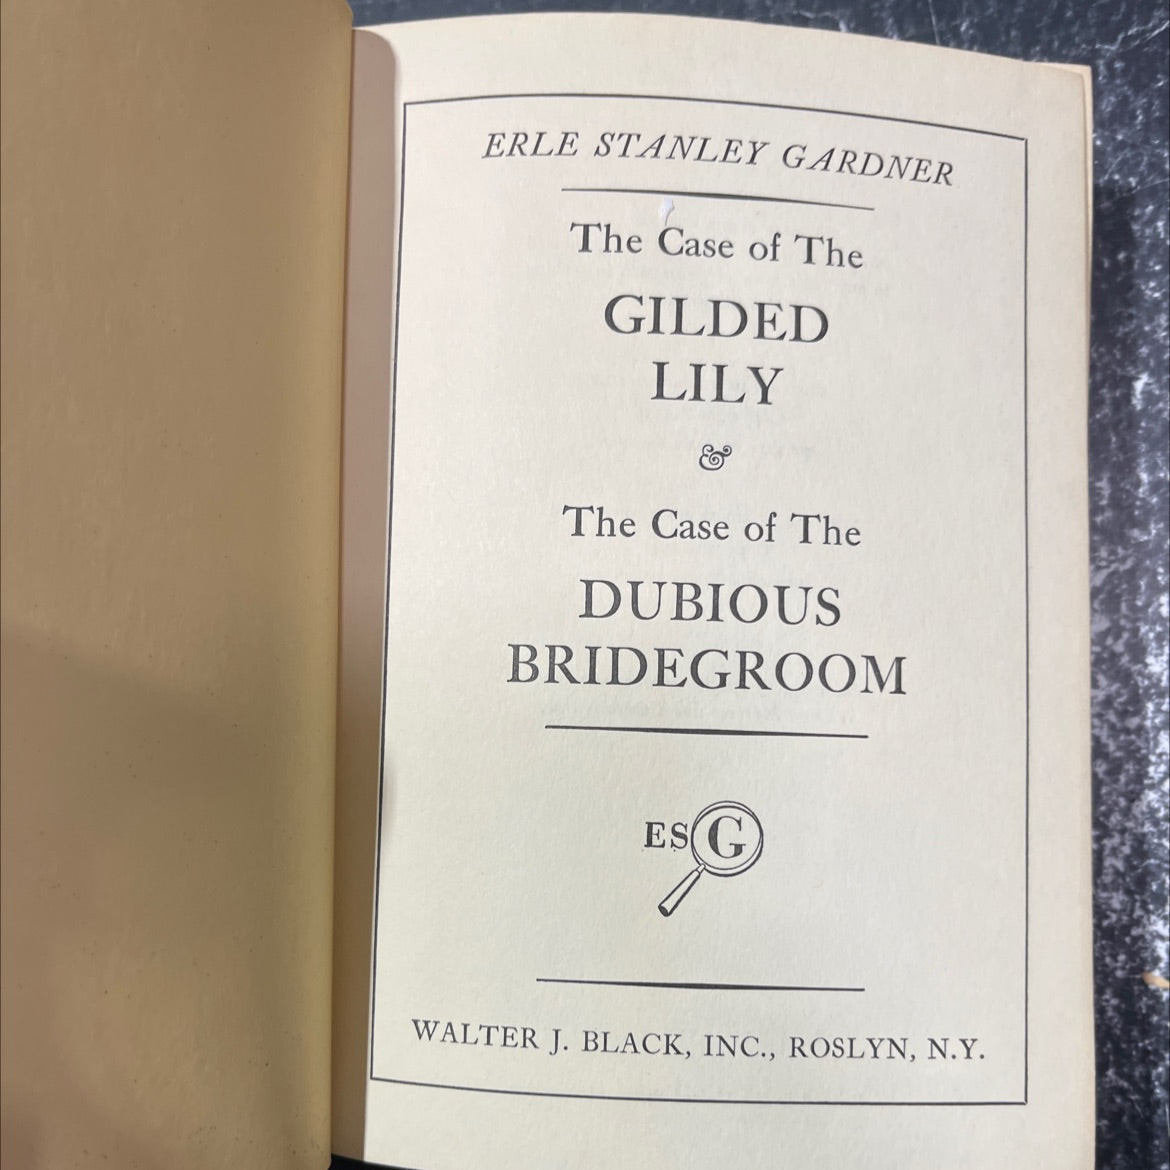 ERLE STANLEY GARDNER
The Case of The
GILDED
LILY
&
The Case of The
DUBIOUS
BRIDEGROOM
ESG
WALTER J. BLACK, INC., ROSLYN, N.Y.